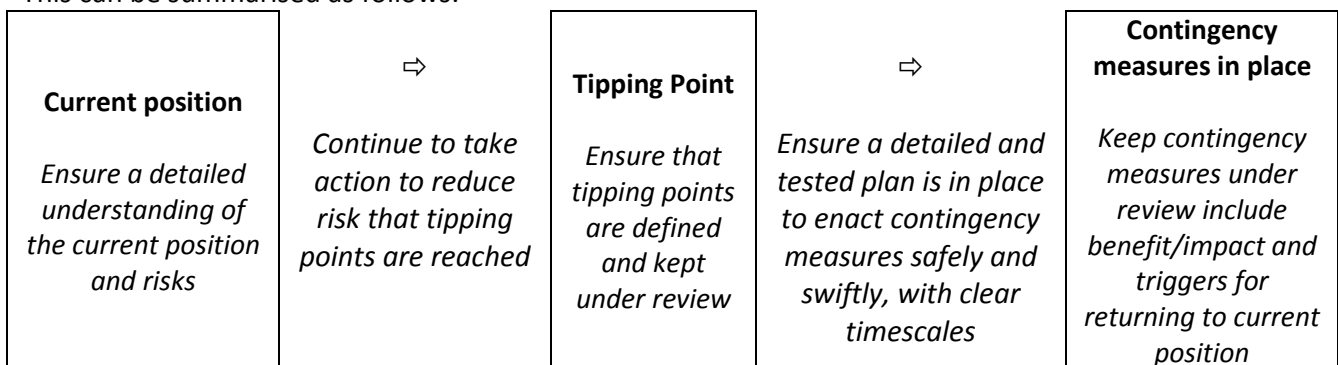 This can be summarised as follows:
Current position
Ensure a detailed
understanding of
the current position
and risks
⇨
Continue to take
action to reduce
risk that tipping
points are reached
Tipping Point
Ensure that
tipping points
are defined
and kept
under review
⇨
Ensure a detailed and
tested plan is in place
to enact contingency
measures safely and
swiftly, with clear
timescales
Contingency
measures in place
Keep contingency
measures under
review include
benefit/impact and
triggers for
returning to current
position